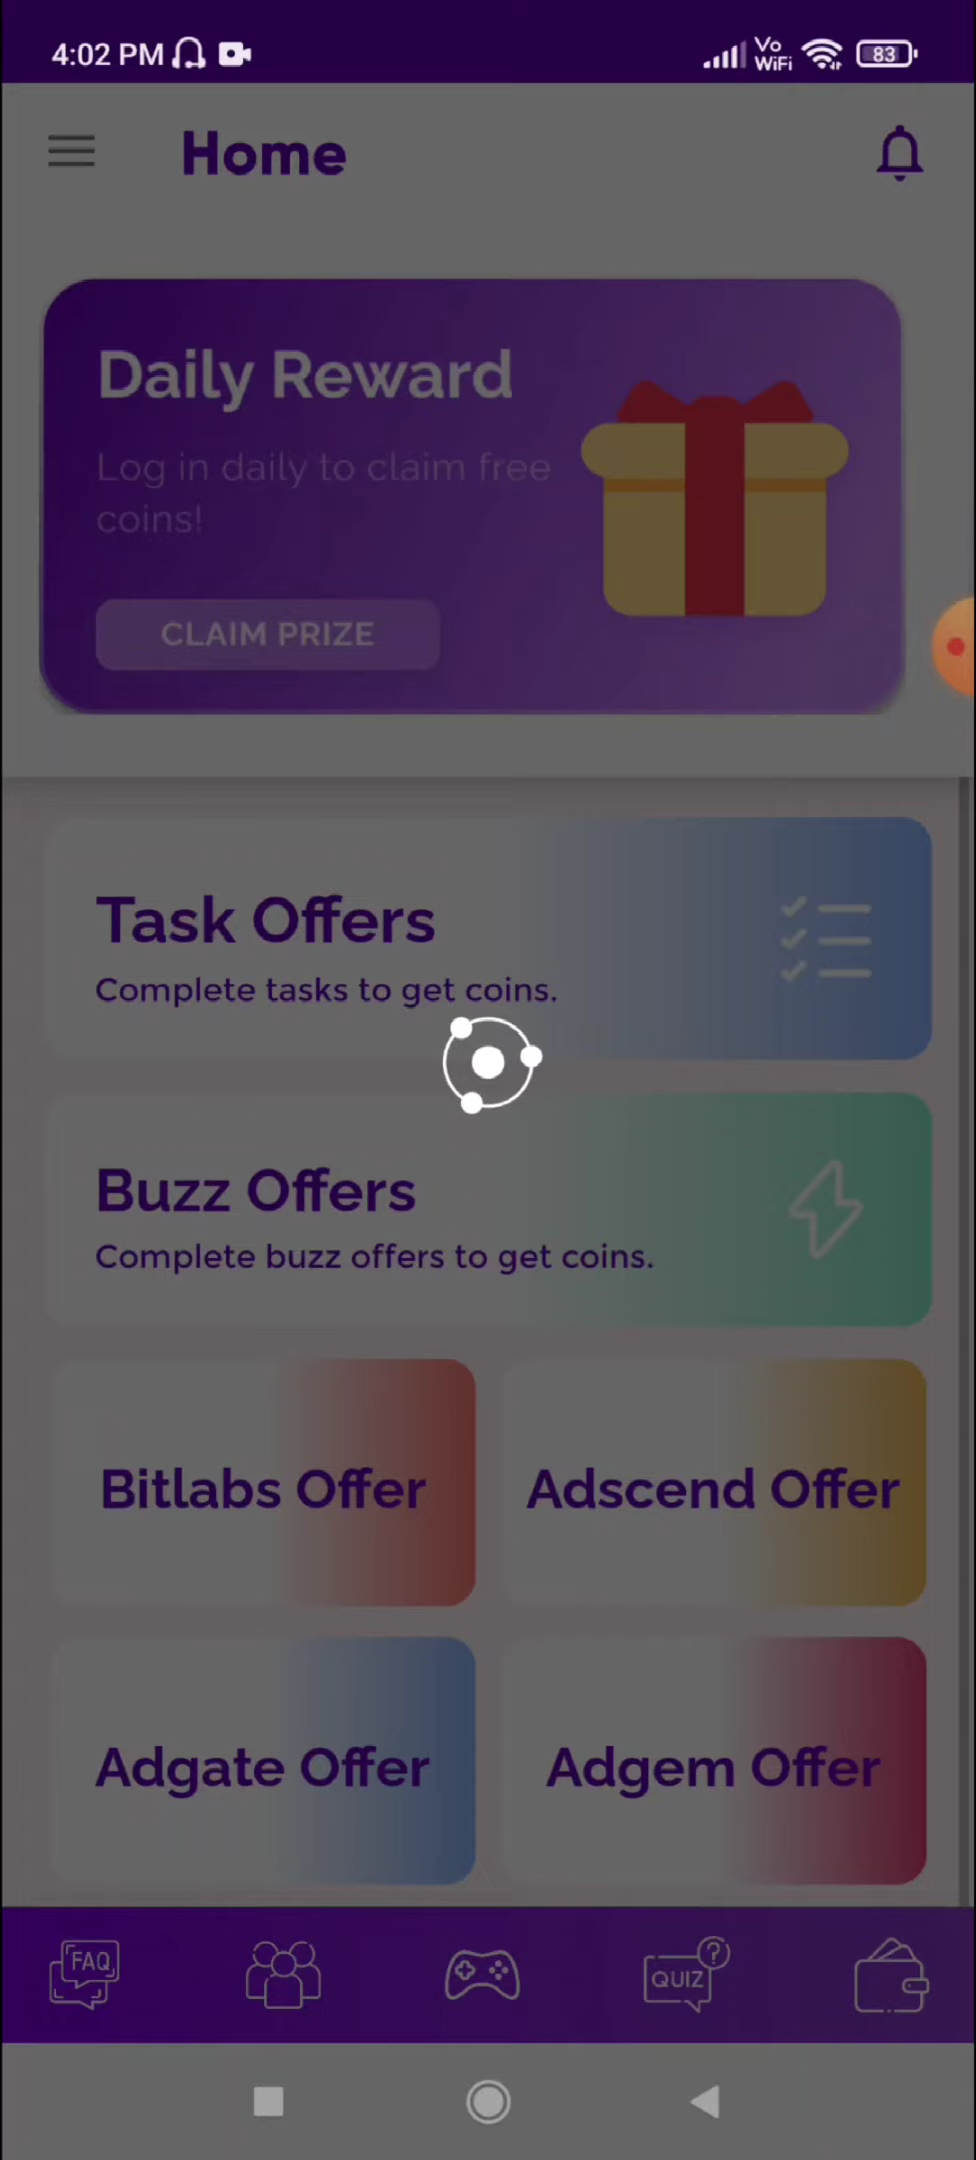 4:02 PM
Vo
WiFi
83
Home
Daily Reward
Log in daily to claim free
coins!
CLAIM PRIZE
Task Offers
Complete tasks to get coins.
Buzz Offers
Complete buzz offers to get coins.
Bitlabs Offer
Adscend Offer
Adgate Offer
Adgem Offer
FAQ
QUIZ
?